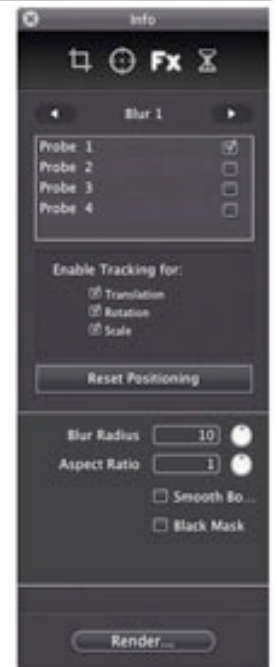 Info
Fx
Blur 1
Probe 1
Probe 2
Probe 3
Probe 4
Enable Tracking for:
Translation
Rotation
Scale
Reset Positioning
Blur Radius 10
Aspect Ratio 1
Smooth Bo...
Black Mask
Render...